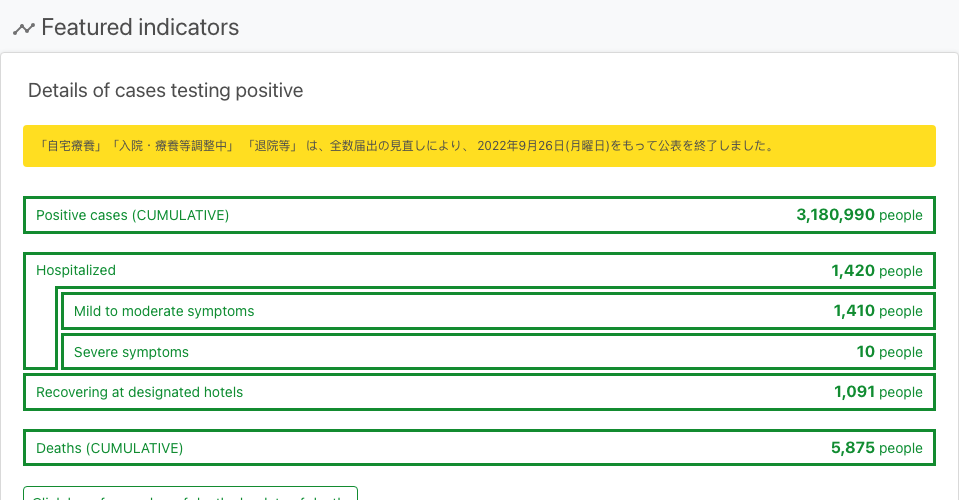 Featured indicators
Details of cases testing positive
「自宅療養」「入院・療養等調整中」 「退院等」 は、全数届出の見直しにより、 2022年9月26日(月曜日)をもって公表を終了しました。
Positive cases (CUMULATIVE) 3,180,990 people
Hospitalized 1,420 people
Mild to moderate symptoms 1,410 people
Severe symptoms 10 people
Recovering at designated hotels 1,091 people
Deaths (CUMULATIVE) 5,875 people